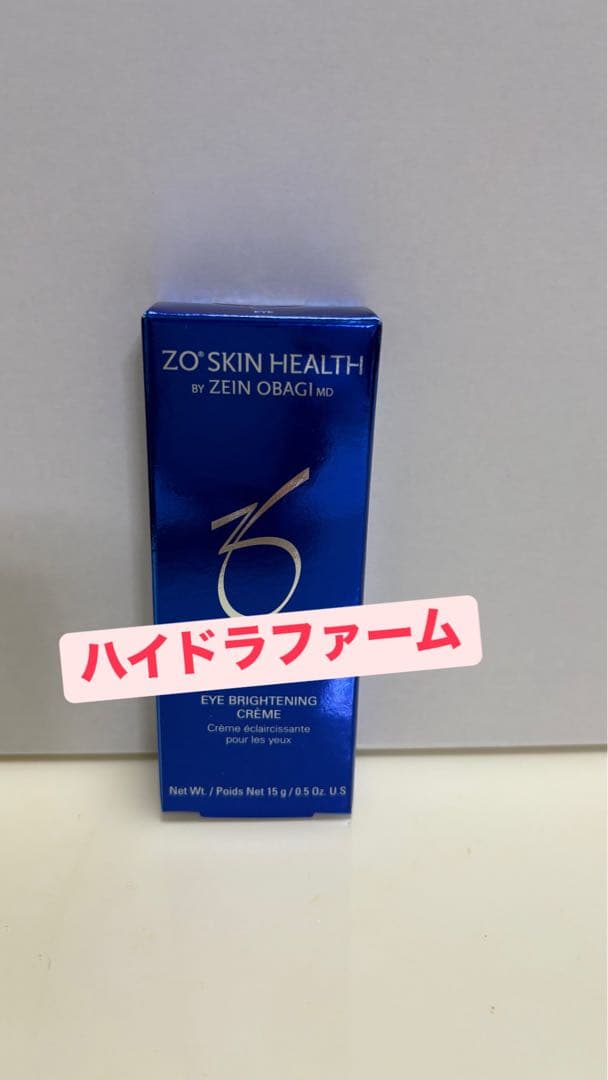 EYE
ZO® SKIN HEALTH
BY ZEIN OBAGI MD
ハイドラファーム
EYE BRIGHTENING
CRÈME
Crème éclaircissante
pour les yeux
Net Wt. / Poids Net 15 g / 0.5 Oz. U.S